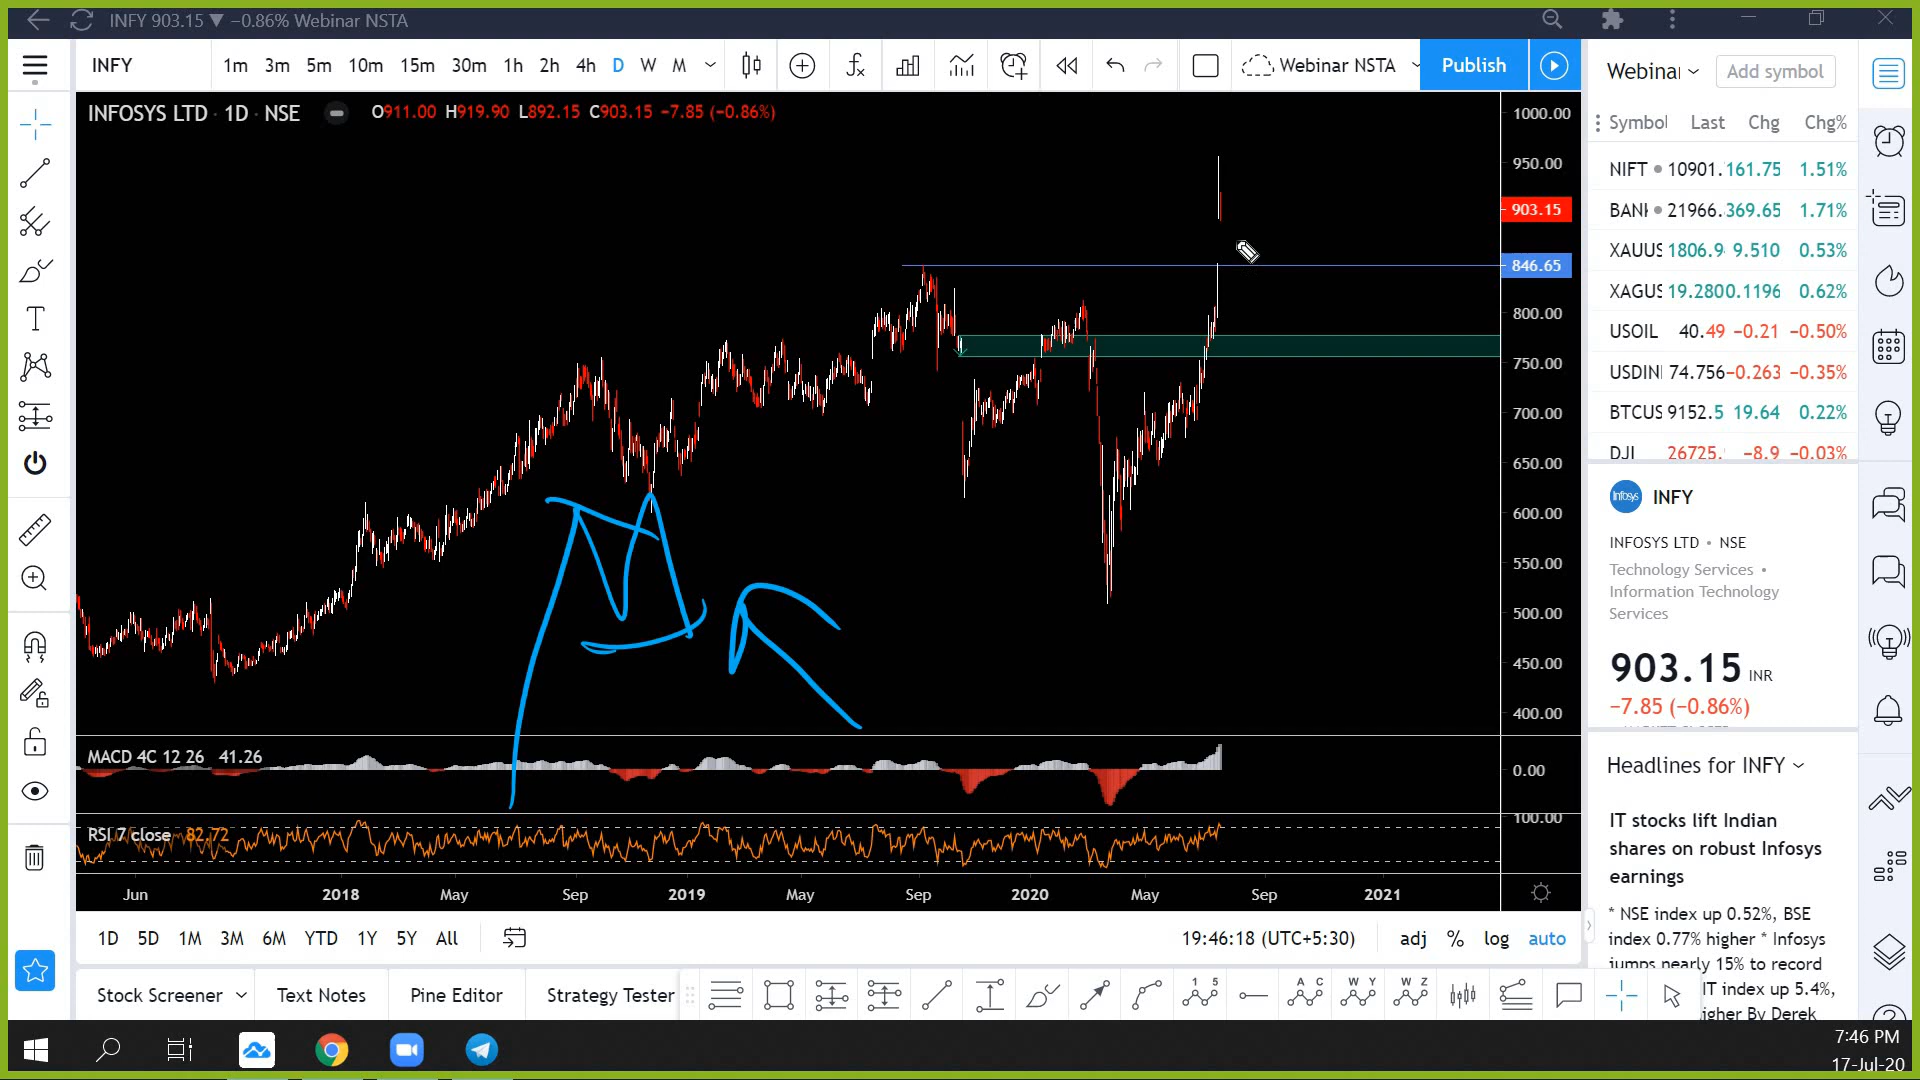 INFY 903.15 ▼ −0.86% Webinar NSTA
INFY 1m 3m 5m 10m 15m 30m 1h 2h 4h D W M Webinar NSTA Publish
INFOSYS LTD · 1D · NSE O911.00 H919.90 L892.15 C903.15 −7.85 (−0.86%)
1000.00
950.00
903.15
846.65
800.00
750.00
700.00
650.00
600.00
550.00
500.00
450.00
400.00
MACD 4C 12 26 41.26
0.00
RSI 7 close 82.72
100.00
Jun 2018 May Sep 2019 May Sep 2020 May Sep 2021
1D 5D 1M 3M 6M YTD 1Y 5Y All
19:46:18 (UTC+5:30) adj % log auto
Stock Screener Text Notes Pine Editor Strategy Tester
1 5
A C
W Y
W Z
Add symbol
Symbol Last Chg Chg%
NIFT 10901. 161.75 1.51%
21966. 369.65 1.71%
XAUUS 1806.9 9.510 0.53%
XAGUS 19.2800 0.1196 0.62%
USOIL 40.49 −0.21 −0.50%
USDINI 74.756 −0.263 −0.35%
BTCUS 9152.5 19.64 0.22%
DJI 26725. −8.9 −0.03%
Infosys INFY
INFOSYS LTD • NSE
Technology Services •
Information Technology
Services
903.15 INR
−7.85 (−0.86%)
Headlines for INFY
IT stocks lift Indian
shares on robust Infosys
earnings
* NSE index up 0.52%, BSE
index 0.77% higher * Infosys
jumps nearly 15% to record
IT index up 5.4%,
By Derek
7:46 PM
17-Jul-20